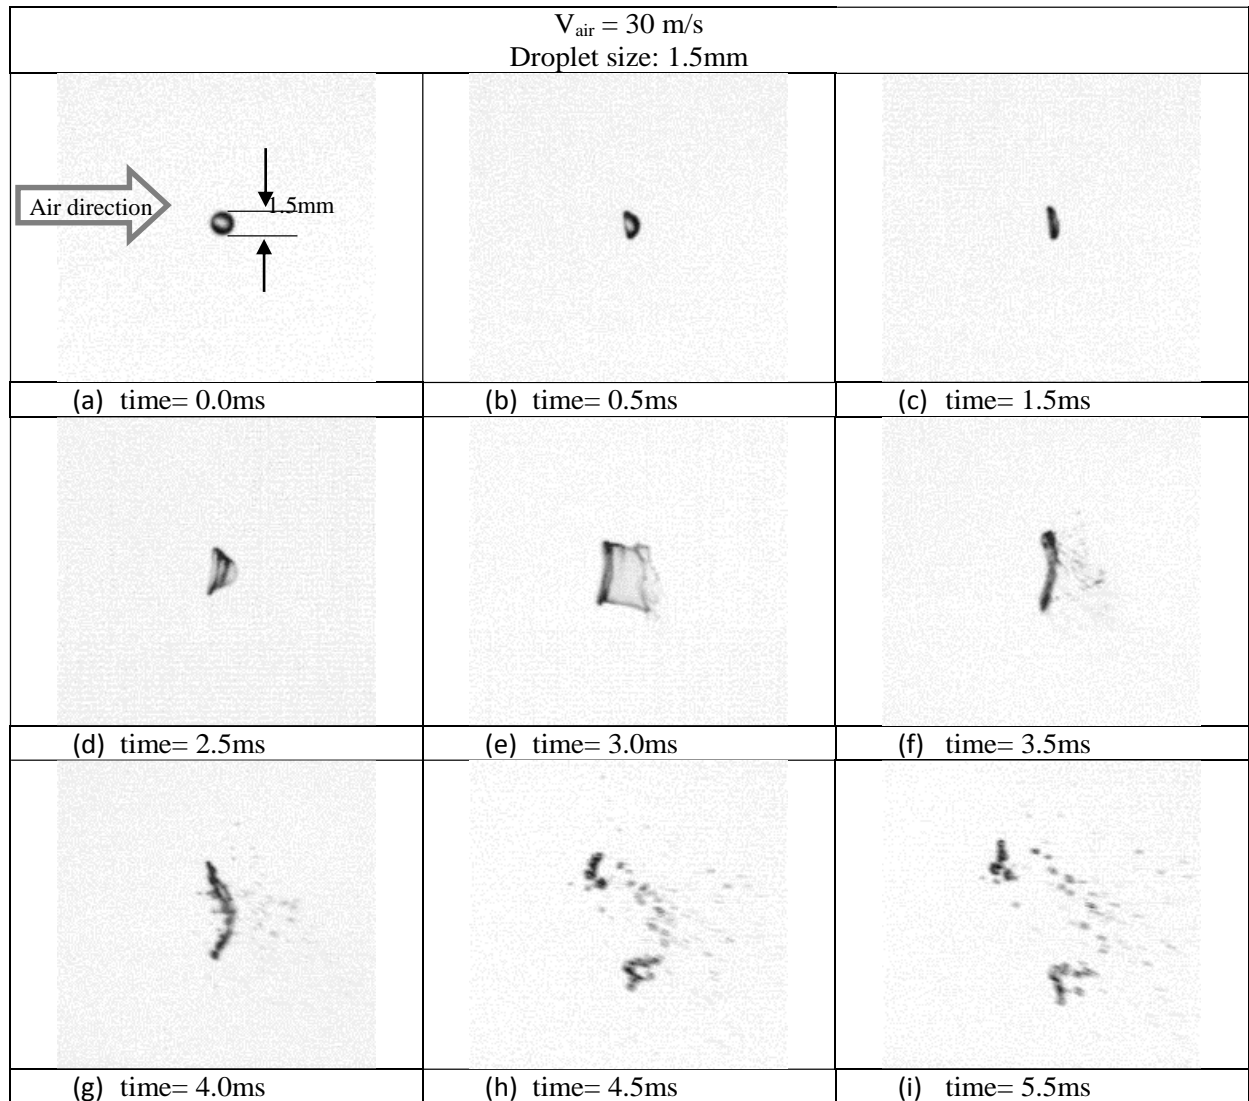 Vair = 30 m/s
Droplet size: 1.5mm
Air direction
1.5mm
(a) time= 0.0ms
(b) time= 0.5ms
(c) time= 1.5ms
(d) time= 2.5ms
(e) time= 3.0ms
(f) time= 3.5ms
(g) time= 4.0ms
(h) time= 4.5ms
(i) time= 5.5ms